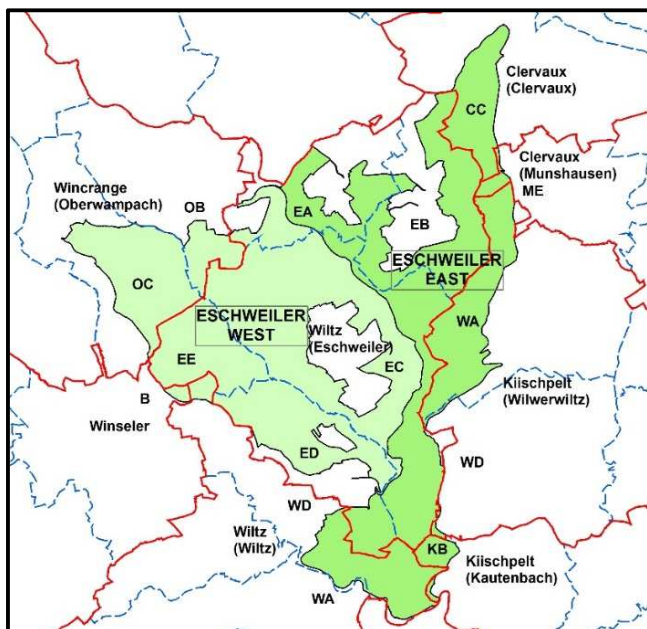 Clervaux
(Clervaux)
CC
Clervaux
(Munshausen)
ME
Wincrange
(Oberwampach)
OB
EA
EB
ESCHWEILER
EAST
OC
ESCHWEILER
WEST
Wiltz
(Eschweiler)
EC
WA
EE
Kiischpelt
(Wilwerwiltz)
B
Winseler
ED
WD
WD
Wiltz
(Wiltz)
KB
Kiischpelt
(Kautenbach)
WA